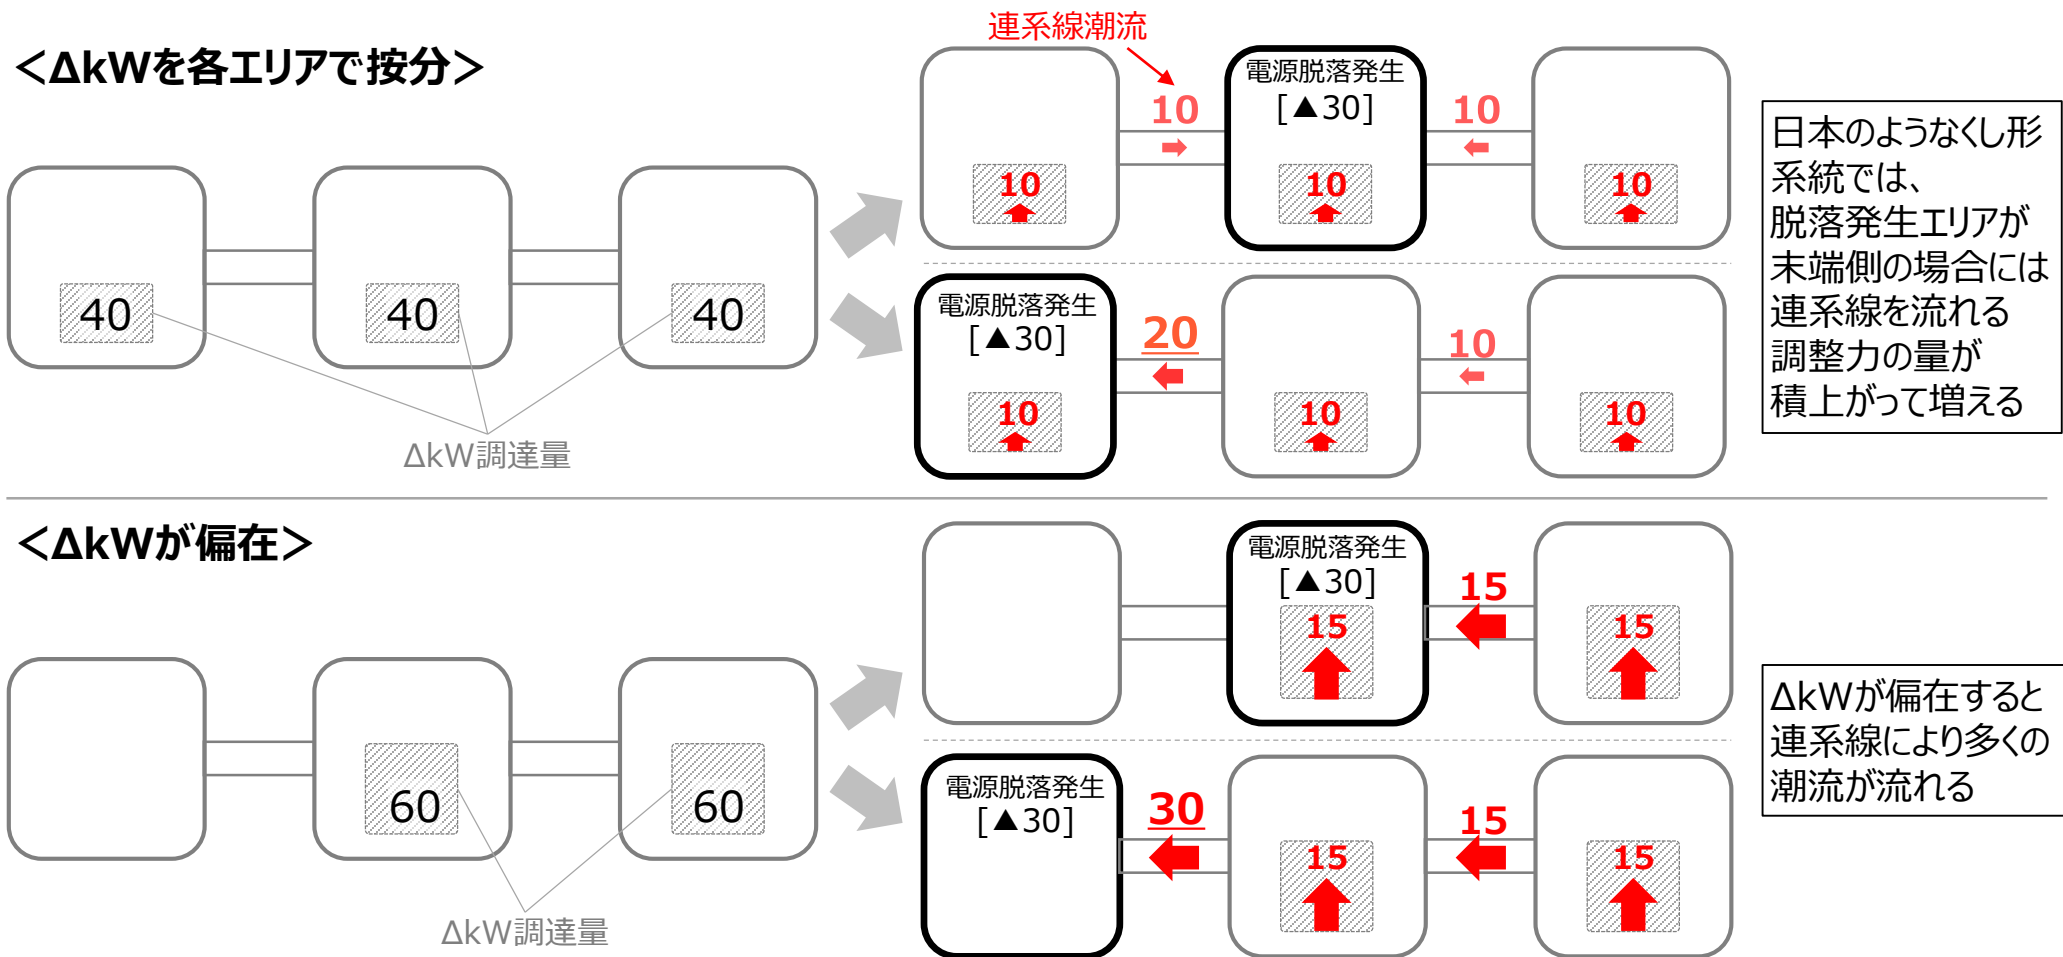 ＜ΔkWを各エリアで按分＞
40
40
40
ΔkW調達量
連系線潮流
10
電源脱落発生
[▲30]
10
10
10
10
電源脱落発生
[▲30]
20
10
10
10
10
日本のようなくし形
系統では、
脱落発生エリアが
末端側の場合には
連系線を流れる
調整力の量が
積上がって増える
＜ΔkWが偏在＞
60
60
ΔkW調達量
電源脱落発生
[▲30]
15
15
15
電源脱落発生
[▲30]
30
15
15
15
ΔkWが偏在すると
連系線により多くの
潮流が流れる